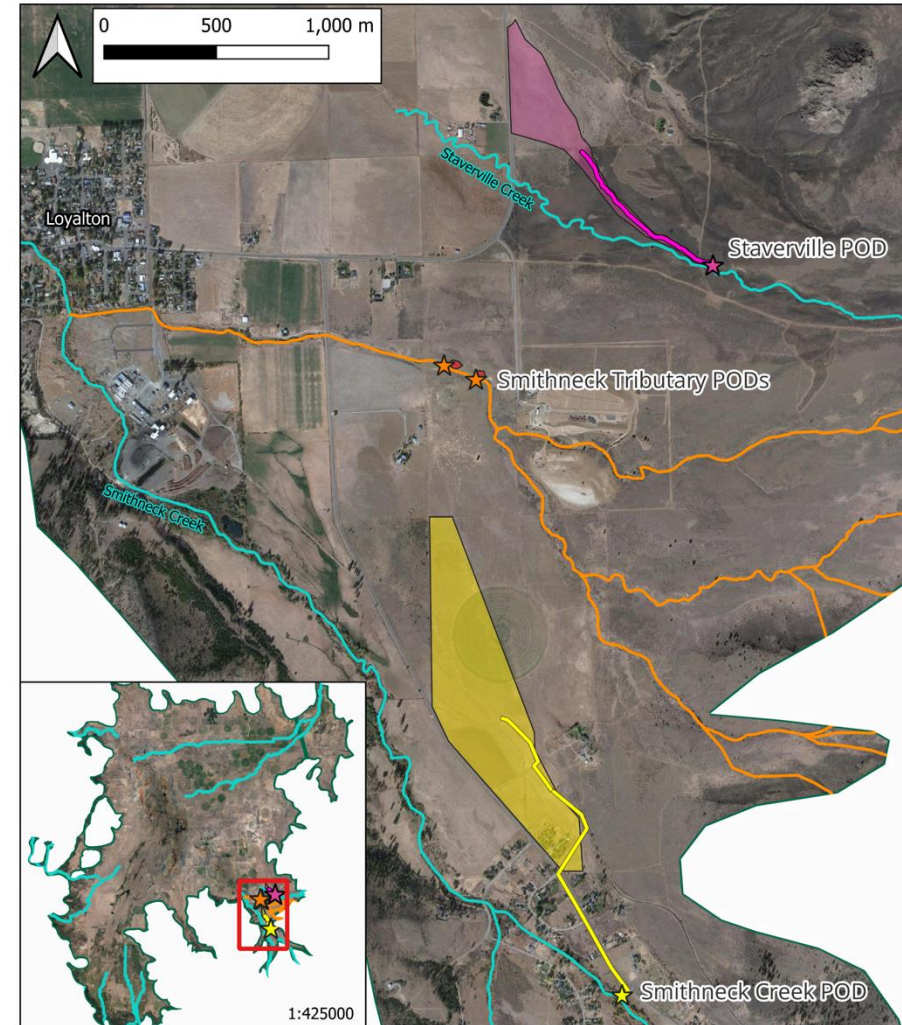 0 500 1,000 m
Staverville Creek
Loyalton
Staverville POD
Smithneck Tributary PODs
Smithneck Creek
Smithneck Creek POD
1:425000